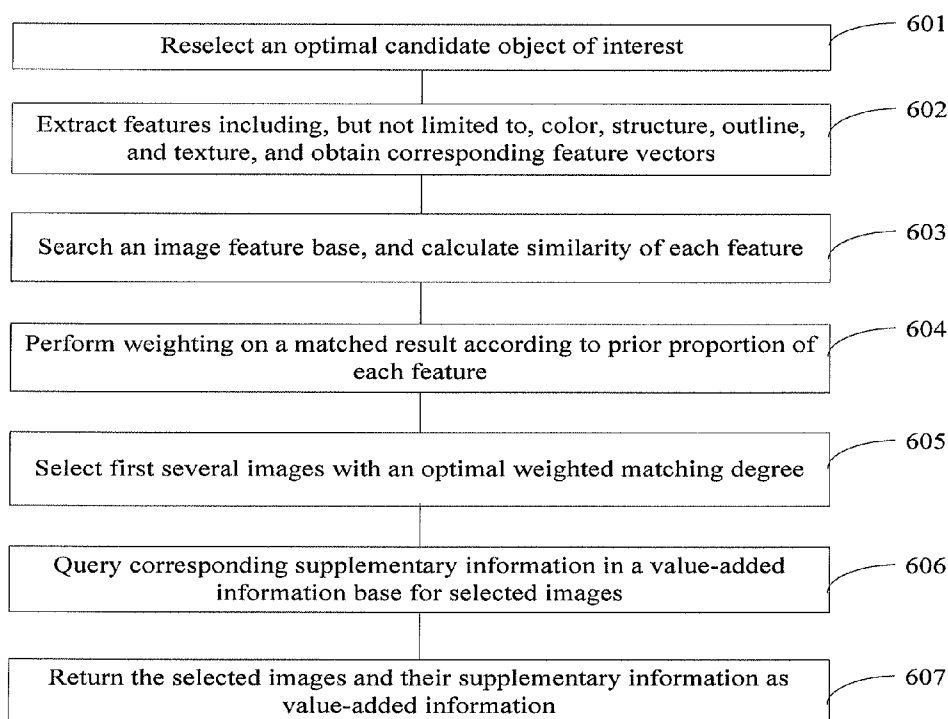 Reselect an optimal candidate object of interest
601
Extract features including, but not limited to, color, structure, outline,
and texture, and obtain corresponding feature vectors
602
Search an image feature base, and calculate similarity of each feature
603
Perform weighting on a matched result according to prior proportion of
each feature
604
Select first several images with an optimal weighted matching degree
605
Query corresponding supplementary information in a value-added
information base for selected images
606
Return the selected images and their supplementary information as
value-added information
607